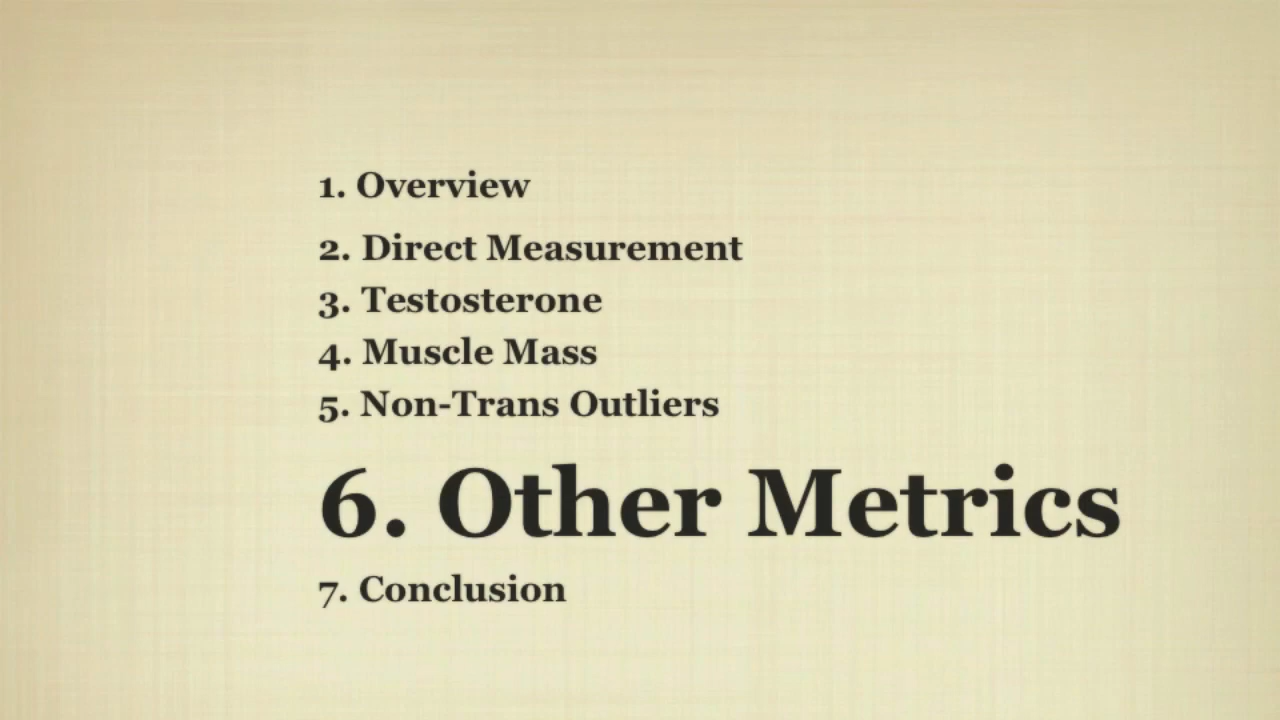 1. Overview
2. Direct Measurement
3. Testosterone
4. Muscle Mass
5. Non-Trans Outliers
6. Other Metrics
7. Conclusion